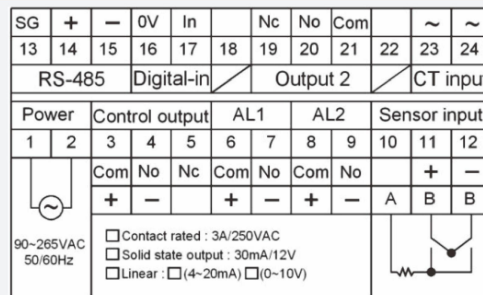 SG + − 0V In Nc No Com ~ ~
13 14 15 16 17 18 19 20 21 22 23 24
RS-485 Digital-in Output 2 CT input
Power Control output AL1 AL2 Sensor input
1 2 3 4 5 6 7 8 9 10 11 12
Com No Nc Com No Com No + −
+ − + − + − A B B
90~265VAC
50/60Hz
☐Contact rated : 3A/250VAC
☐Solid state output : 30mA/12V
☐Linear : ☐(4~20mA) ☐(0~10V)